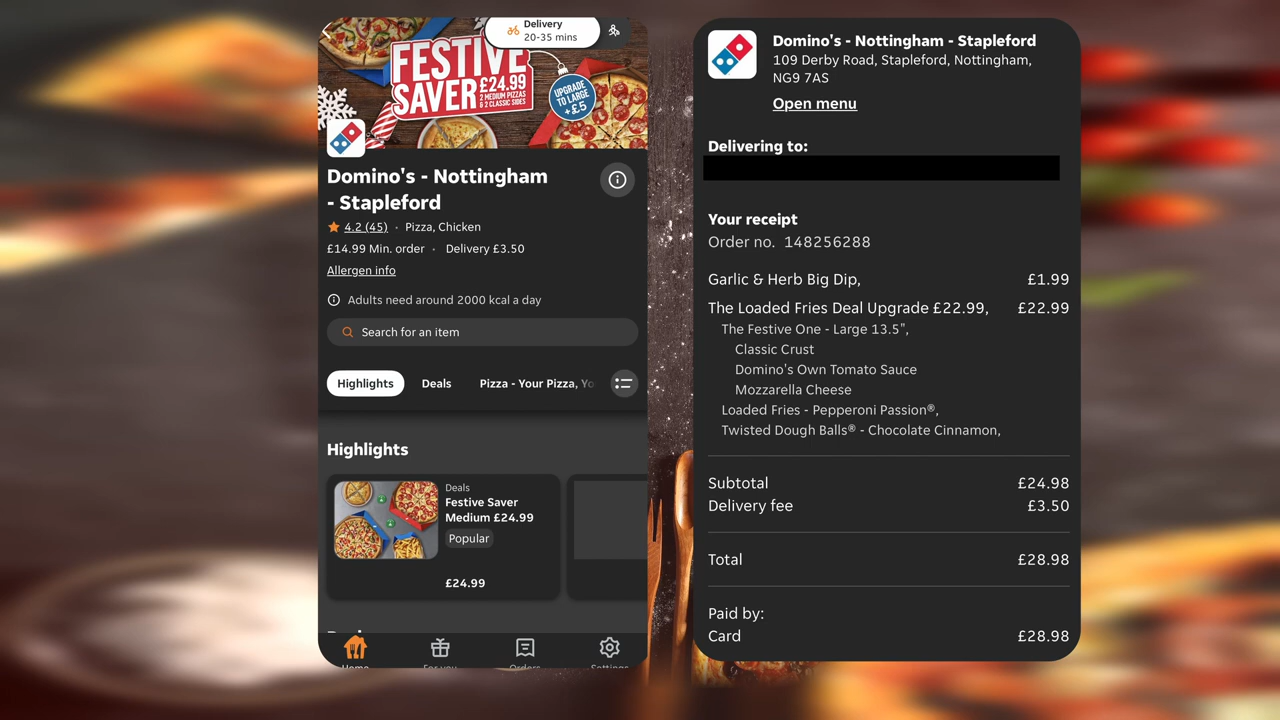 Delivery
20-35 mins
FESTIVE
SAVER
£24.99
2 MEDIUM PIZZAS
& 2 CLASSIC SIDES
UPGRADE
TO LARGE
+£5
Domino's - Nottingham
- Stapleford
4.2 (45) • Pizza, Chicken
£14.99 Min. order • Delivery £3.50
Allergen info
Adults need around 2000 kcal a day
Search for an item
Highlights Deals Pizza - Your Pizza, Yo
Highlights
Deals
Festive Saver
Medium £24.99
Popular
£24.99
Home For you Orders Settings
Domino's - Nottingham - Stapleford
109 Derby Road, Stapleford, Nottingham,
NG9 7AS
Open menu
Delivering to:
Your receipt
Order no. 148256288
Garlic & Herb Big Dip, £1.99
The Loaded Fries Deal Upgrade £22.99, £22.99
The Festive One - Large 13.5",
Classic Crust
Domino's Own Tomato Sauce
Mozzarella Cheese
Loaded Fries - Pepperoni Passion®,
Twisted Dough Balls® - Chocolate Cinnamon,
Subtotal £24.98
Delivery fee £3.50
Total £28.98
Paid by:
Card £28.98